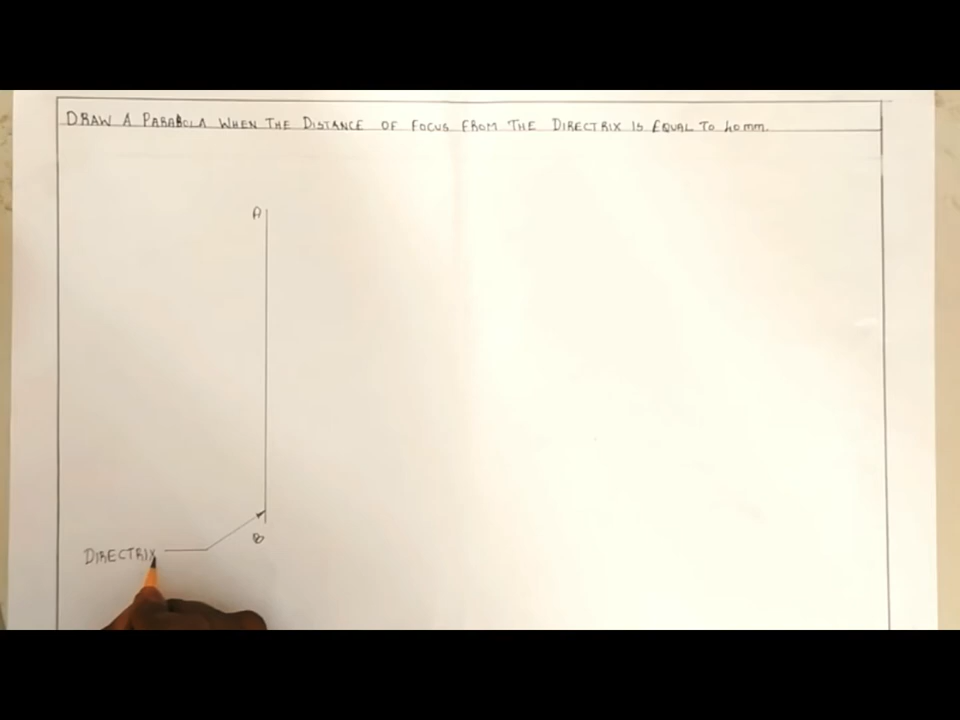 DRAW A PARABOLA WHEN THE DISTANCE OF FOCUS FROM THE DIRECTRIX IS EQUAL TO 40mm.
A
B
DIRECTRIX